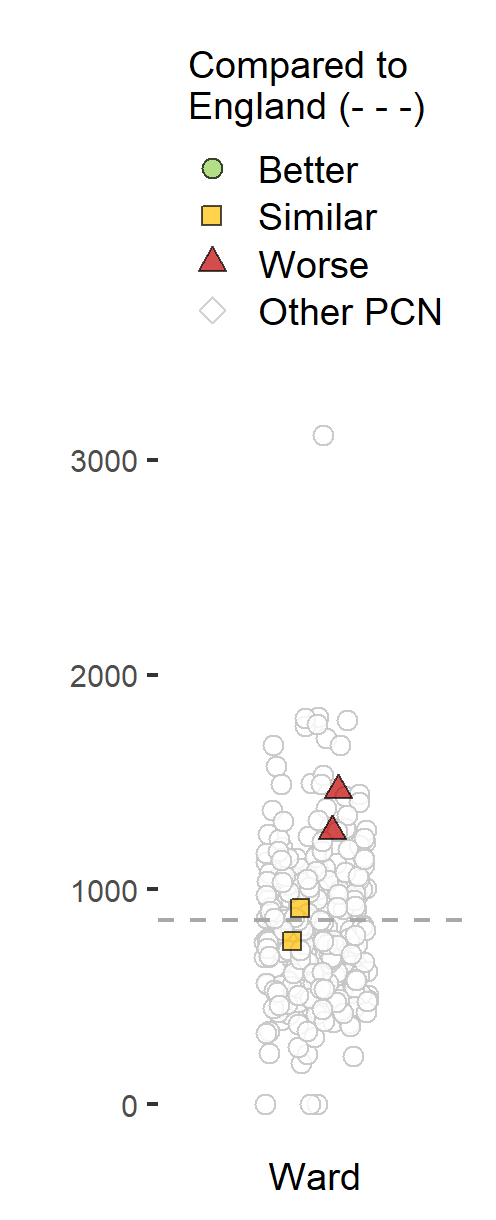 Compared to
England (- - -)
Better
Similar
Worse
Other PCN
3000
2000
1000
0
Ward